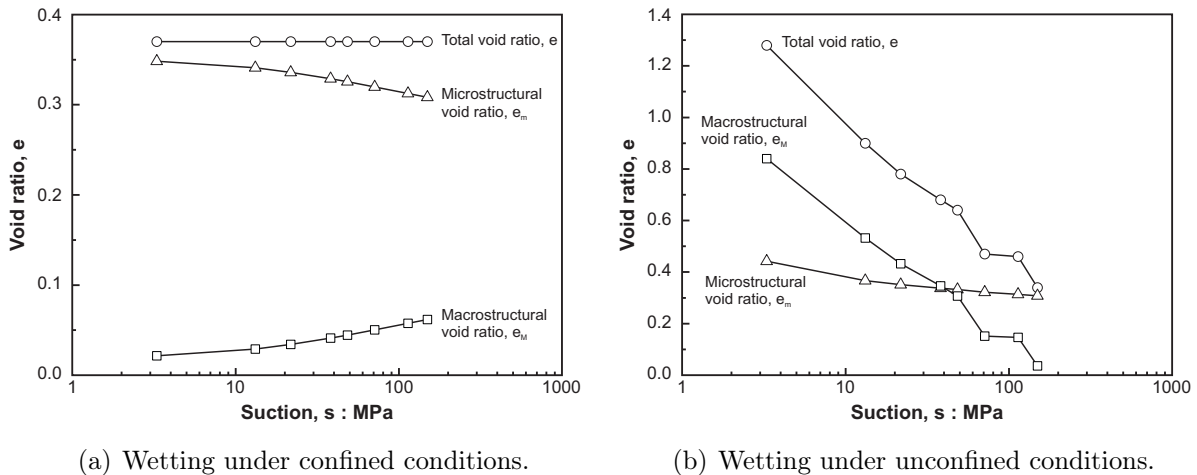 0.4
0.3
0.2
0.1
0.0
Void ratio, e
Total void ratio, e
Microstructural
void ratio, eₘ
Macrostructural
void ratio, e_M
1 10 100 1000
Suction, s : MPa
(a) Wetting under confined conditions.
1.4
1.2
1.0
0.8
0.6
0.4
0.2
0.0
Void ratio, e
Total void ratio, e
Macrostructural
void ratio, e_M
Microstructural
void ratio, eₘ
1 10 100 1000
Suction, s : MPa
(b) Wetting under unconfined conditions.